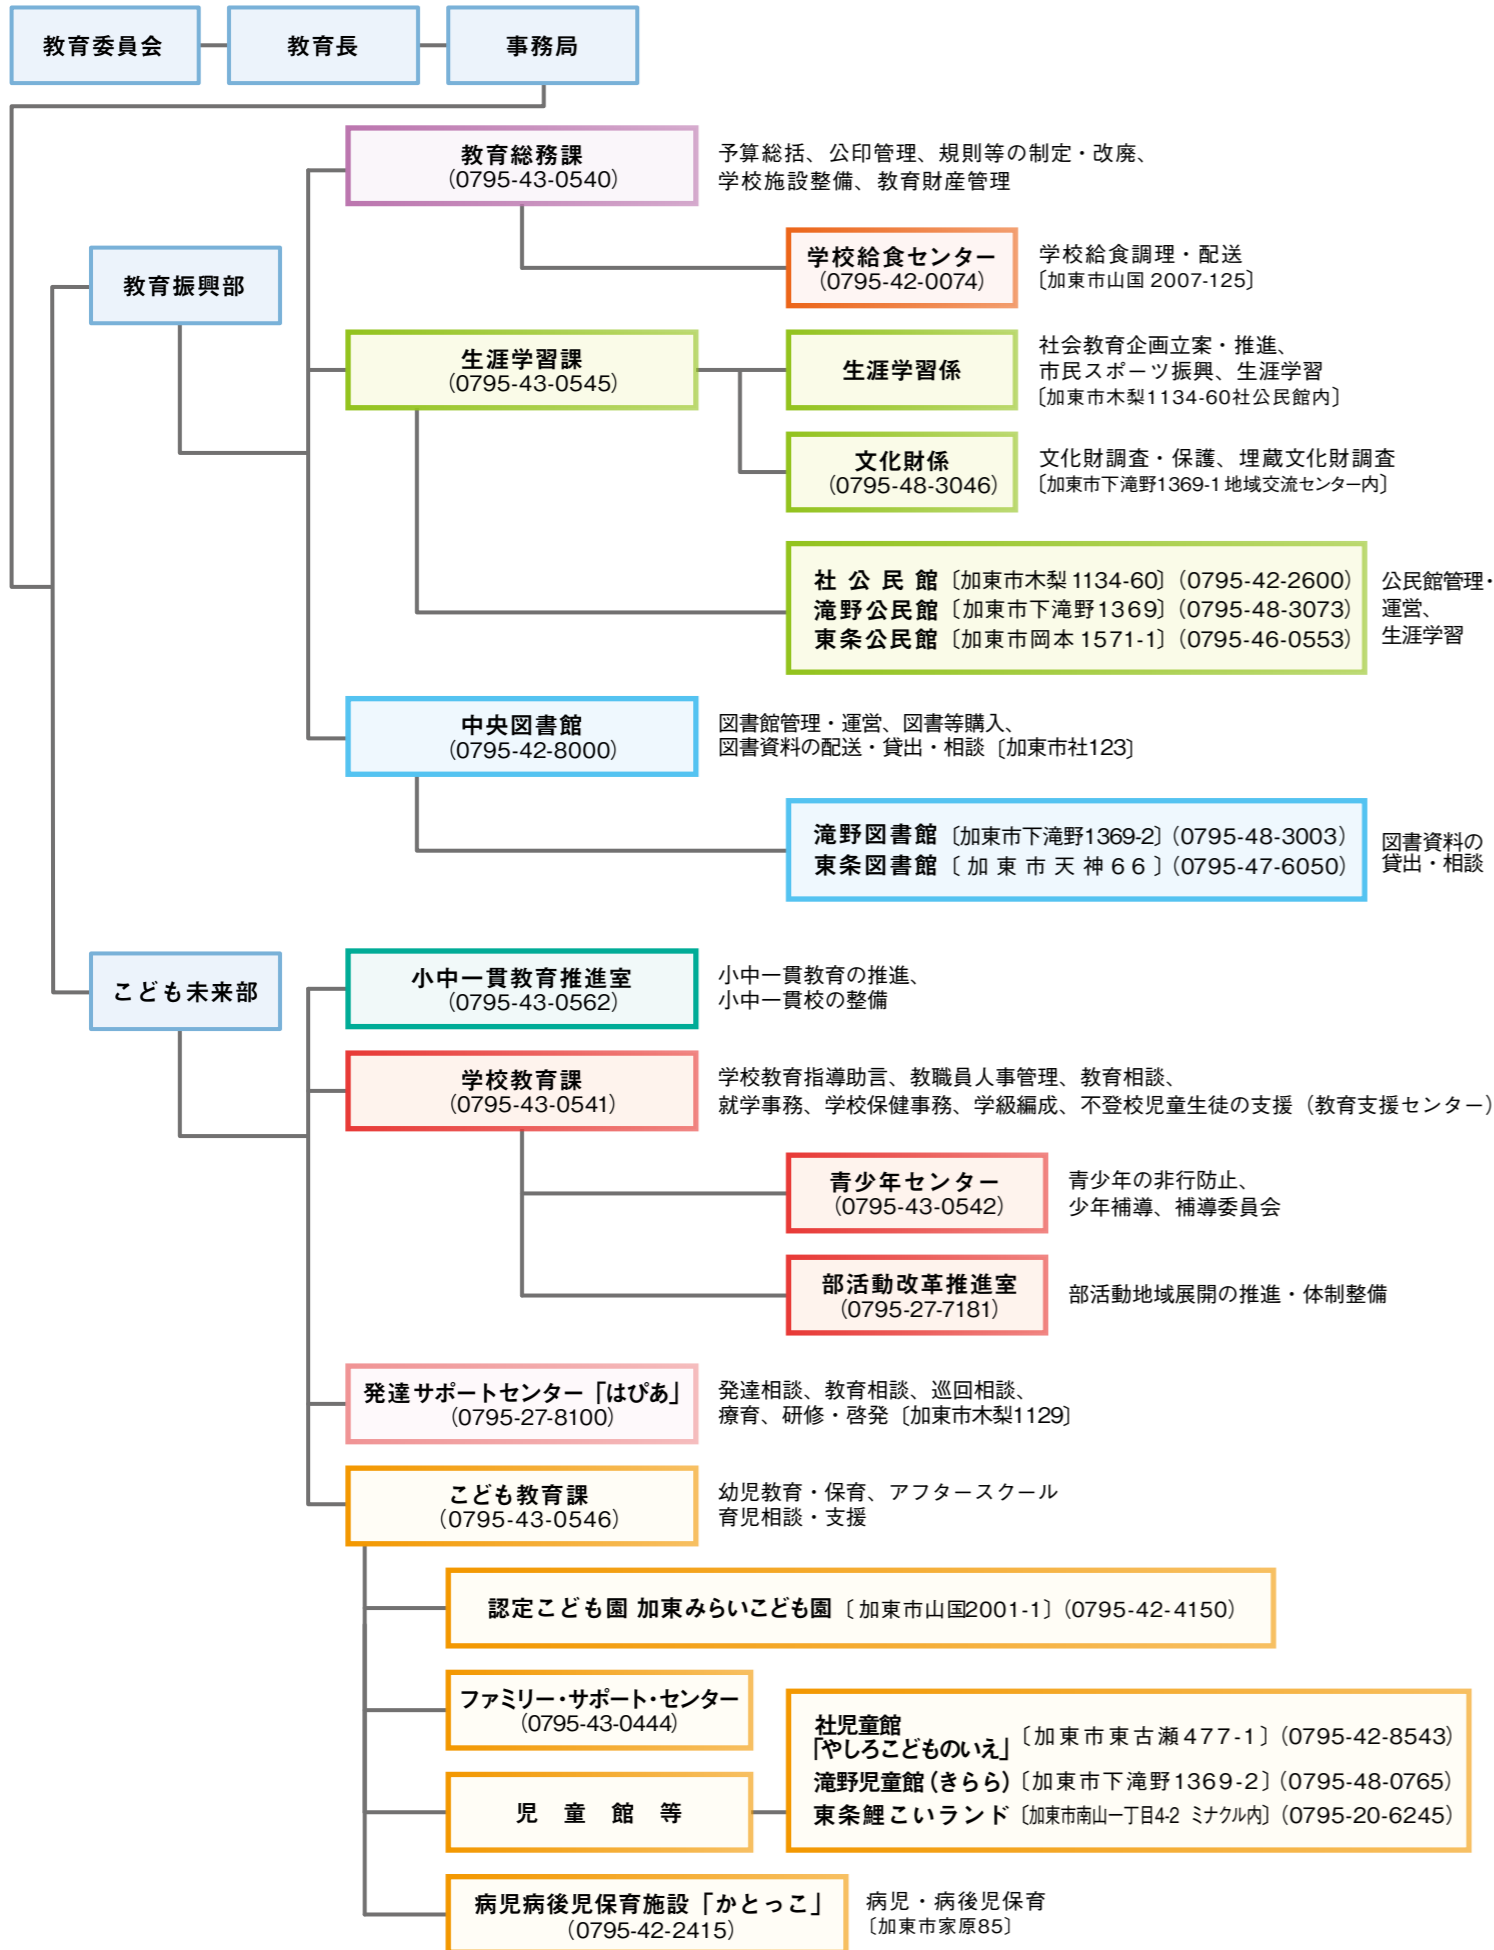 教育委員会
教育長
事務局
教育総務課
(0795-43-0540)
予算総括、公印管理、規則等の制定・改廃、
学校施設整備、教育財産管理
学校給食センター
(0795-42-0074)
学校給食調理・配送
〔加東市山国 2007-125〕
教育振興部
生涯学習課
(0795-43-0545)
生涯学習係
社会教育企画立案・推進、
市民スポーツ振興、生涯学習
〔加東市木梨1134-60社公民館内〕
文化財係
(0795-48-3046)
文化財調査・保護、埋蔵文化財調査
〔加東市下滝野1369-1 地域交流センター内〕
社 公 民 館〔加東市木梨 1134-60〕(0795-42-2600)
滝野公民館〔加東市下滝野1369〕(0795-48-3073)
東条公民館〔加東市岡本 1571-1〕(0795-46-0553)
公民館管理・
運営、
生涯学習
中央図書館
(0795-42-8000)
図書館管理・運営、図書等購入、
図書資料の配送・貸出・相談〔加東市社123〕
滝野図書館〔加東市下滝野1369-2〕(0795-48-3003)
東条図書館〔加東市天神66〕(0795-47-6050)
図書資料の
貸出・相談
こども未来部
小中一貫教育推進室
(0795-43-0562)
小中一貫教育の推進、
小中一貫校の整備
学校教育課
(0795-43-0541)
学校教育指導助言、教職員人事管理、教育相談、
就学事務、学校保健事務、学級編成、不登校児童生徒の支援(教育支援センター)
青少年センター
(0795-43-0542)
青少年の非行防止、
少年補導、補導委員会
部活動改革推進室
(0795-27-7181)
部活動地域展開の推進・体制整備
発達サポートセンター「はぴあ」
(0795-27-8100)
発達相談、教育相談、巡回相談、
療育、研修・啓発〔加東市木梨1129〕
こども教育課
(0795-43-0546)
幼児教育・保育、アフタースクール
育児相談・支援
認定こども園 加東みらいこども園〔加東市山国2001-1〕(0795-42-4150)
ファミリー・サポート・センター
(0795-43-0444)
児 童 館 等
社児童館
「やしろこどものいえ」〔加東市東古瀬477-1〕(0795-42-8543)
滝野児童館(きらら)〔加東市下滝野1369-2〕(0795-48-0765)
東条鯉こいランド〔加東市南山一丁目4-2 ミナクル内〕(0795-20-6245)
病児病後児保育施設「かとっこ」
(0795-42-2415)
病児・病後児保育
〔加東市家原85〕